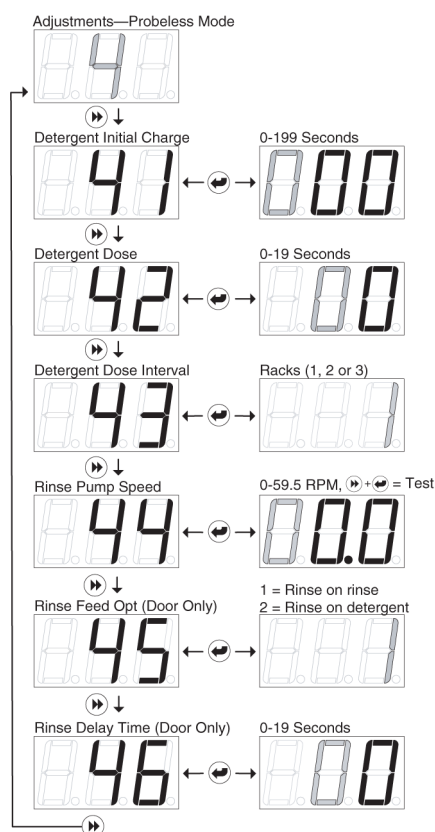 Adjustments—Probeless Mode
4
Detergent Initial Charge
0-199 Seconds
41
000
Detergent Dose
0-19 Seconds
42
00
Detergent Dose Interval
Racks (1, 2 or 3)
43
1
Rinse Pump Speed
0-59.5 RPM, + = Test
44
00.0
Rinse Feed Opt (Door Only)
1 = Rinse on rinse
2 = Rinse on detergent
45
1
Rinse Delay Time (Door Only)
0-19 Seconds
46
00